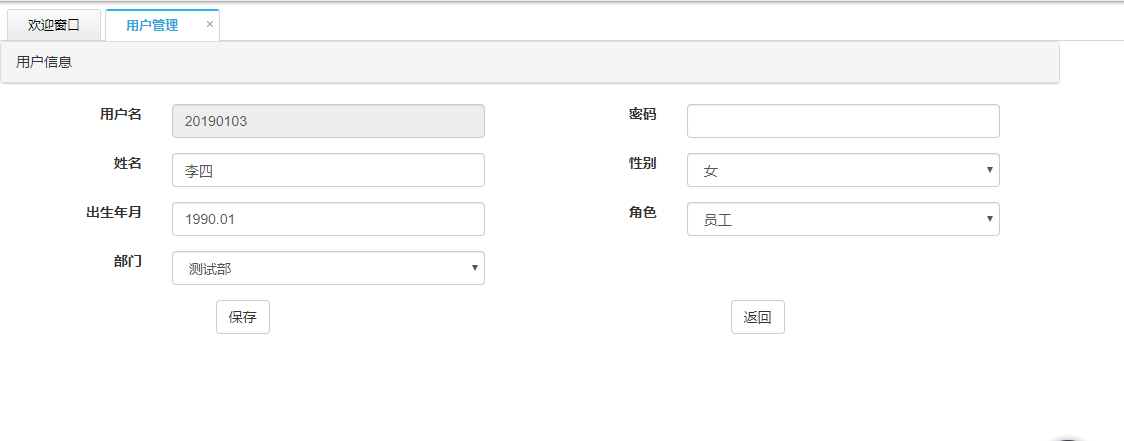 欢迎窗口 用户管理 ×
用户信息
用户名 20190103 密码
姓名 李四 性别 女
出生年月 1990.01 角色 员工
部门 测试部
保存 返回